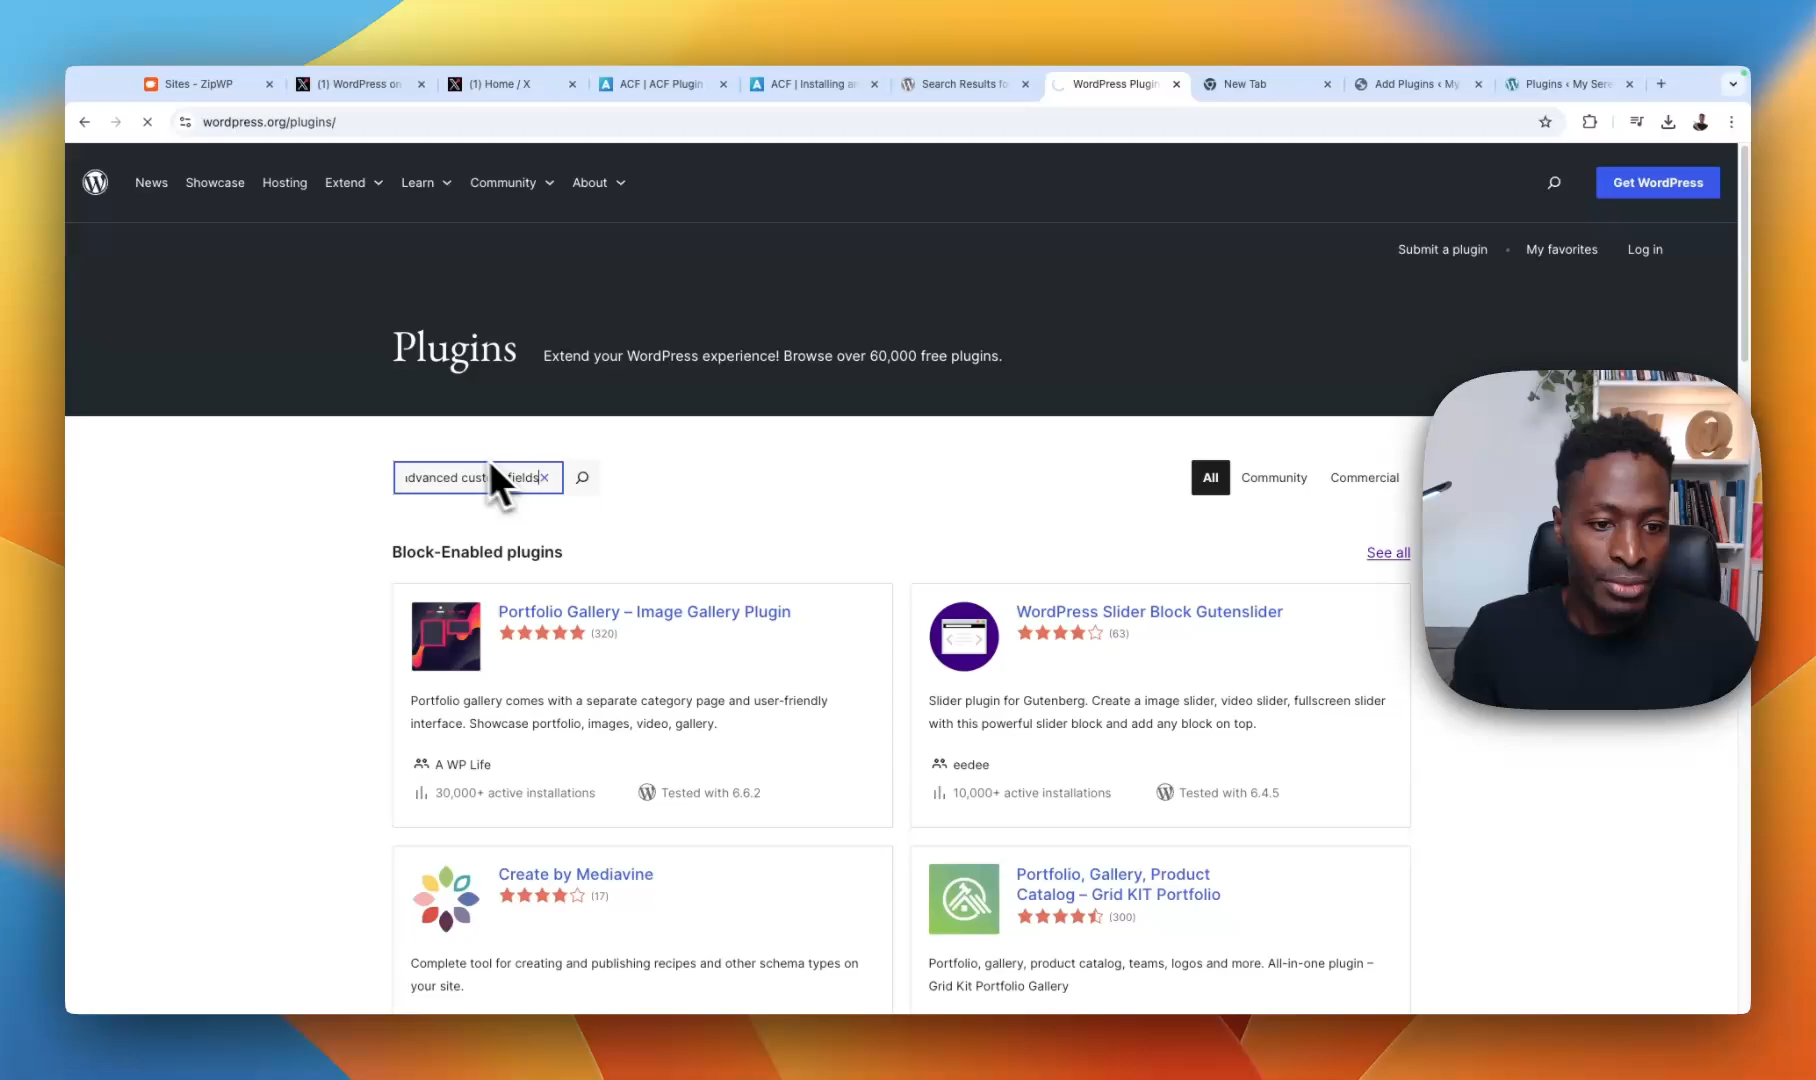 Sites - ZipWP
(1) WordPress on
(1) Home / X
ACF | ACF Plugin
ACF | Installing an
Search Results fo
WordPress Plugin
New Tab
Add Plugins ‹ My
Plugins ‹ My Sere
wordpress.org/plugins/
News
Showcase
Hosting
Extend
Learn
Community
About
Get WordPress
Submit a plugin
My favorites
Log in
Plugins
Extend your WordPress experience! Browse over 60,000 free plugins.
All
Community
Commercial
Block-Enabled plugins
See all
Portfolio Gallery – Image Gallery Plugin
(320)
Portfolio gallery comes with a separate category page and user-friendly
interface. Showcase portfolio, images, video, gallery.
A WP Life
30,000+ active installations
Tested with 6.6.2
WordPress Slider Block Gutenslider
(63)
Slider plugin for Gutenberg. Create a image slider, video slider, fullscreen slider
with this powerful slider block and add any block on top.
eedee
10,000+ active installations
Tested with 6.4.5
Create by Mediavine
(17)
Complete tool for creating and publishing recipes and other schema types on
your site.
Portfolio, Gallery, Product
Catalog – Grid KIT Portfolio
(300)
Portfolio, gallery, product catalog, teams, logos and more. All-in-one plugin –
Grid Kit Portfolio Gallery